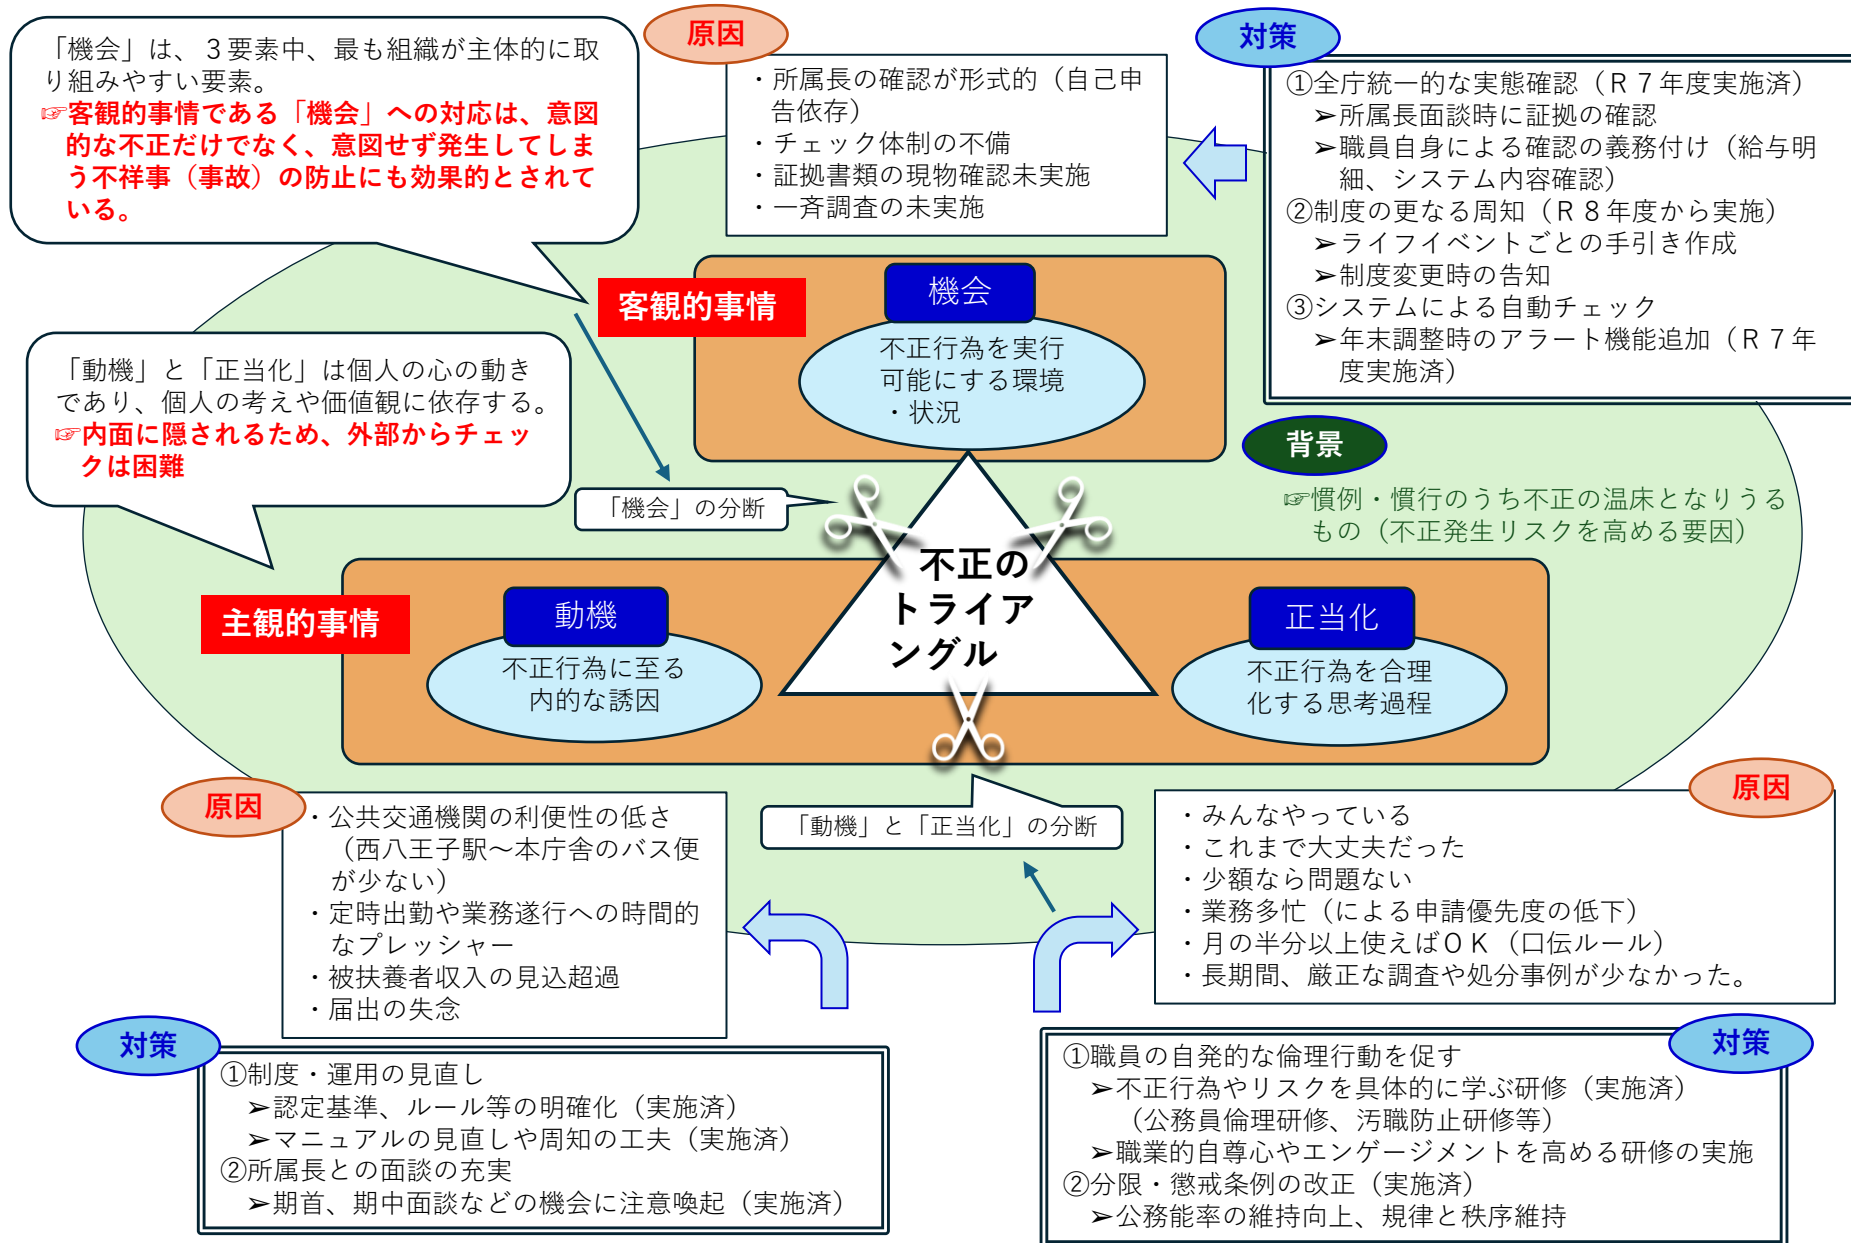 「機会」は、３要素中、最も組織が主体的に取
り組みやすい要素。
☞客観的事情である「機会」への対応は、意図
的な不正だけでなく、意図せず発生してしま
う不祥事（事故）の防止にも効果的とされて
いる。
原因
・所属長の確認が形式的（自己申
告依存）
・チェック体制の不備
・証拠書類の現物確認未実施
・一斉調査の未実施
対策
①全庁統一的な実態確認（Ｒ７年度実施済）
➢所属長面談時に証拠の確認
➢職員自身による確認の義務付け（給与明
細、システム内容確認）
②制度の更なる周知（Ｒ８年度から実施）
➢ライフイベントごとの手引き作成
➢制度変更時の告知
③システムによる自動チェック
➢年末調整時のアラート機能追加（Ｒ７年
度実施済）
客観的事情
機会
不正行為を実行
可能にする環境
・状況
「動機」と「正当化」は個人の心の動き
であり、個人の考えや価値観に依存する。
☞内面に隠されるため、外部からチェッ
クは困難
背景
☞慣例・慣行のうち不正の温床となりうる
もの（不正発生リスクを高める要因）
「機会」の分断
不正の
トライア
ングル
主観的事情
動機
不正行為に至る
内的な誘因
正当化
不正行為を合理
化する思考過程
原因
・公共交通機関の利便性の低さ
（西八王子駅～本庁舎のバス便
が少ない）
・定時出勤や業務遂行への時間的
なプレッシャー
・被扶養者収入の見込超過
・届出の失念
「動機」と「正当化」の分断
原因
・みんなやっている
・これまで大丈夫だった
・少額なら問題ない
・業務多忙（による申請優先度の低下）
・月の半分以上使えばＯＫ（口伝ルール）
・長期間、厳正な調査や処分事例が少なかった。
対策
①制度・運用の見直し
➢認定基準、ルール等の明確化（実施済）
➢マニュアルの見直しや周知の工夫（実施済）
②所属長との面談の充実
➢期首、期中面談などの機会に注意喚起（実施済）
対策
①職員の自発的な倫理行動を促す
➢不正行為やリスクを具体的に学ぶ研修（実施済）
（公務員倫理研修、汚職防止研修等）
➢職業的自尊心やエンゲージメントを高める研修の実施
②分限・懲戒条例の改正（実施済）
➢公務能率の維持向上、規律と秩序維持